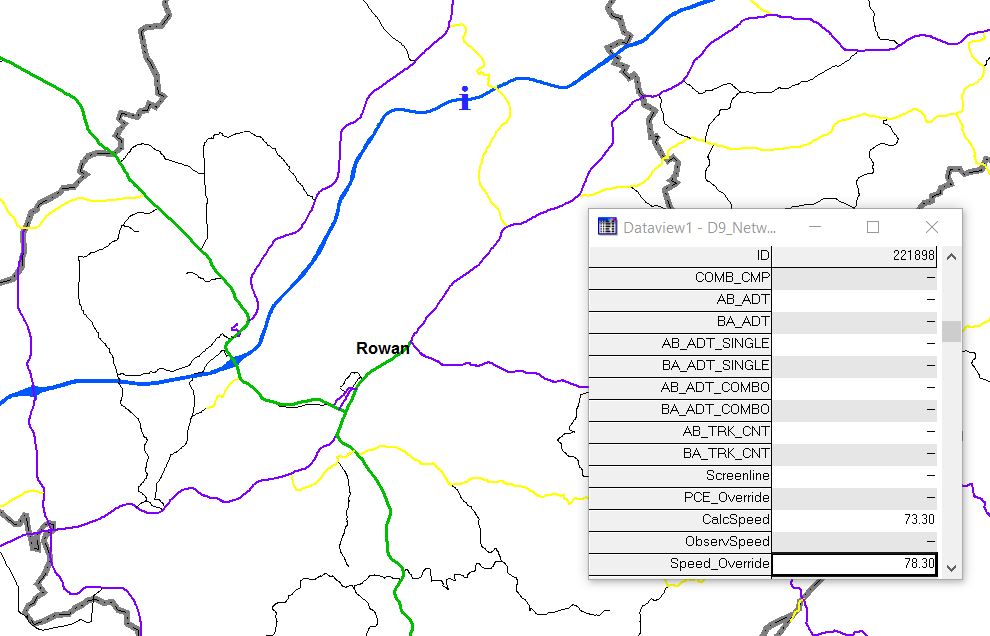 i
Rowan
Dataview1 - D9_Netw...
ID 221898
COMB_CMP –
AB_ADT –
BA_ADT –
AB_ADT_SINGLE –
BA_ADT_SINGLE –
AB_ADT_COMBO –
BA_ADT_COMBO –
AB_TRK_CNT –
BA_TRK_CNT –
Screenline –
PCE_Override –
CalcSpeed 73.30
ObservSpeed –
Speed_Override 78.30